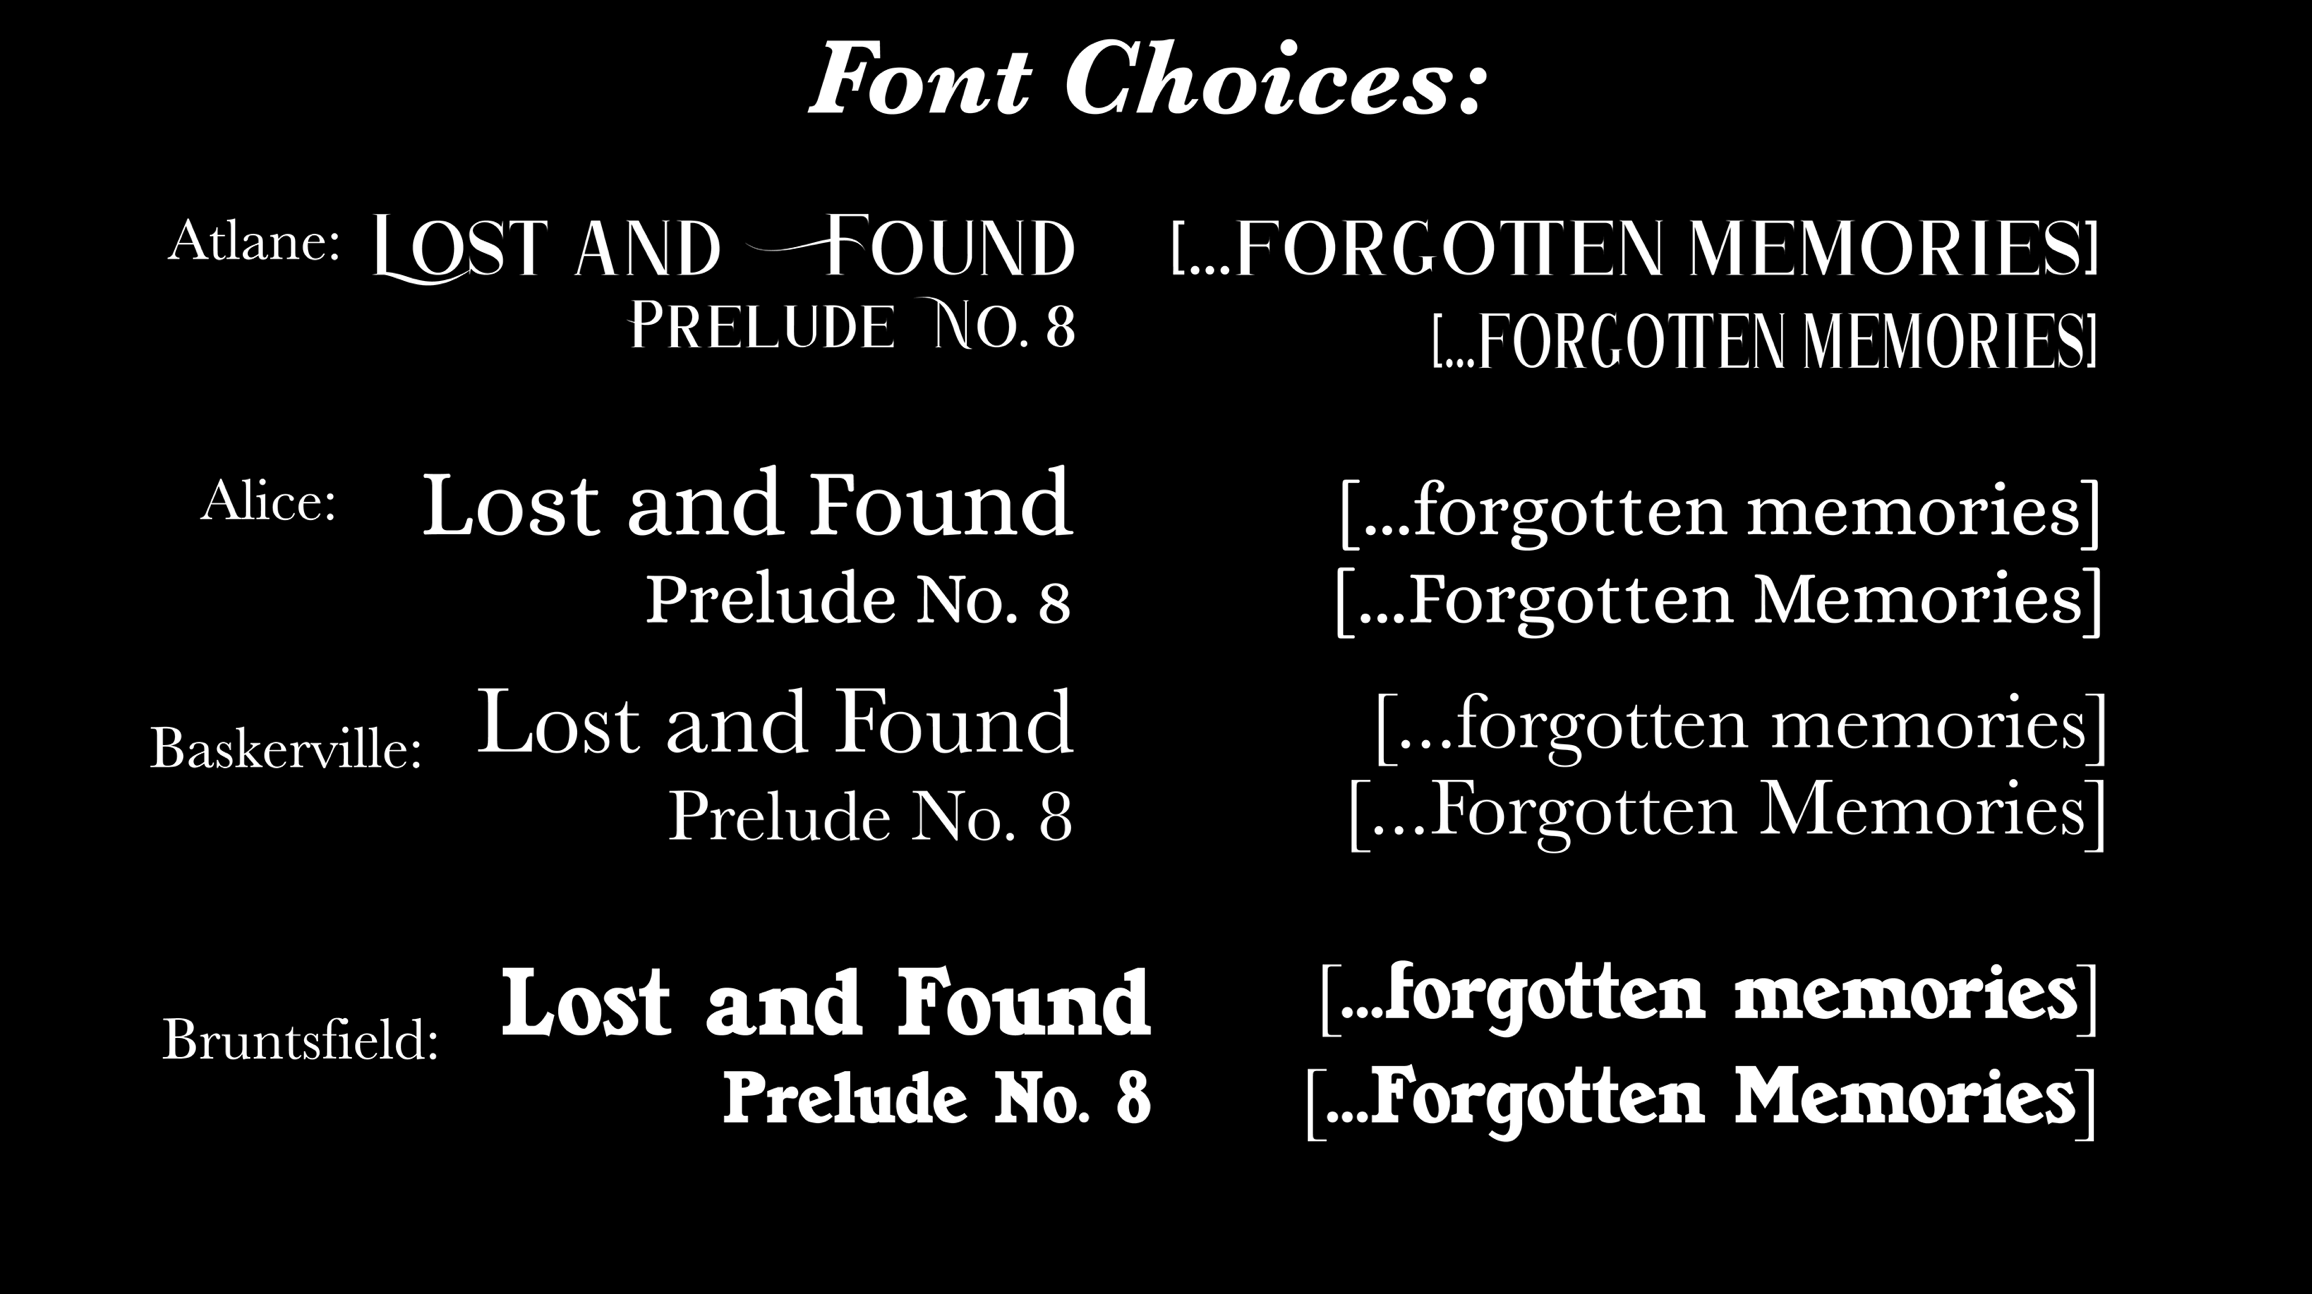 Font Choices:
Atlane: Lost and Found [...FORGOTTEN MEMORIES]
Prelude No. 8 [...FORGOTTEN MEMORIES]
Alice: Lost and Found [...forgotten memories]
Prelude No. 8 [...Forgotten Memories]
Baskerville: Lost and Found [...forgotten memories]
Prelude No. 8 [...Forgotten Memories]
Bruntsfield: Lost and Found [...forgotten memories]
Prelude No. 8 [...Forgotten Memories]